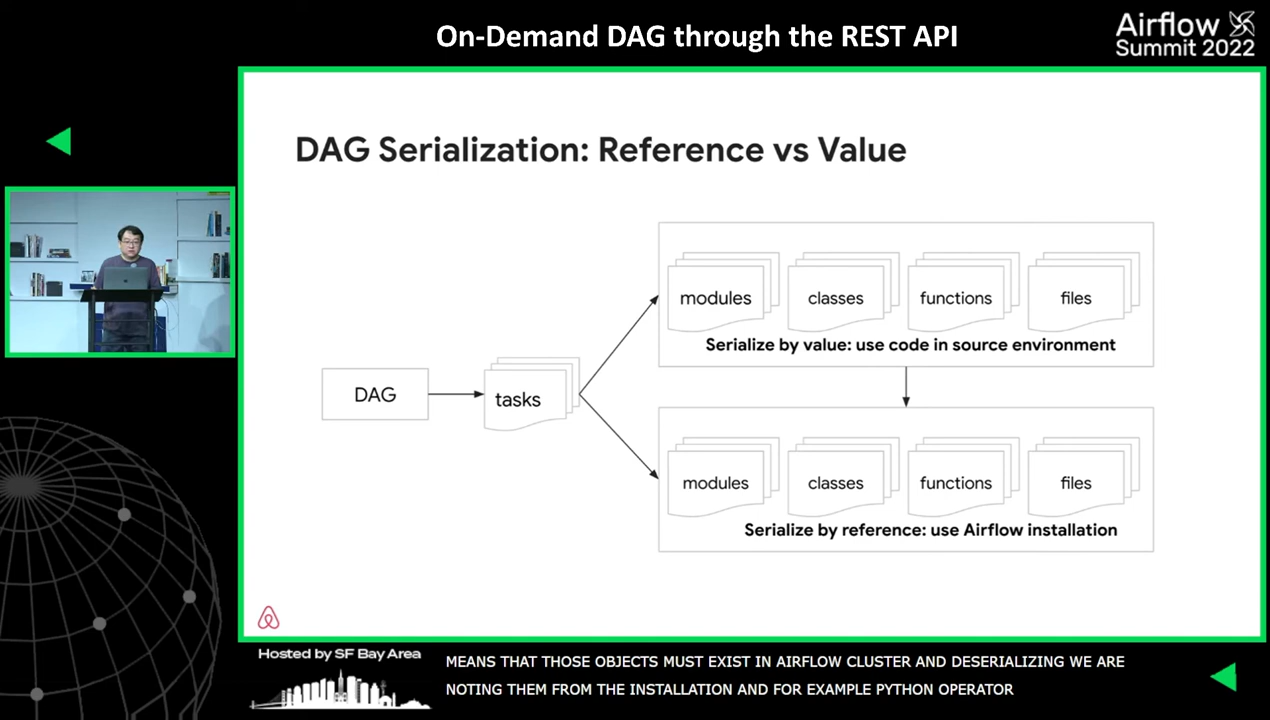 On-Demand DAG through the REST API
Airflow
Summit 2022
DAG Serialization: Reference vs Value
modules
classes
functions
files
Serialize by value: use code in source environment
DAG
tasks
modules
classes
functions
files
Serialize by reference: use Airflow installation
Hosted by SF Bay Area
MEANS THAT THOSE OBJECTS MUST EXIST IN AIRFLOW CLUSTER AND DESERIALIZING WE ARE
NOTING THEM FROM THE INSTALLATION AND FOR EXAMPLE PYTHON OPERATOR